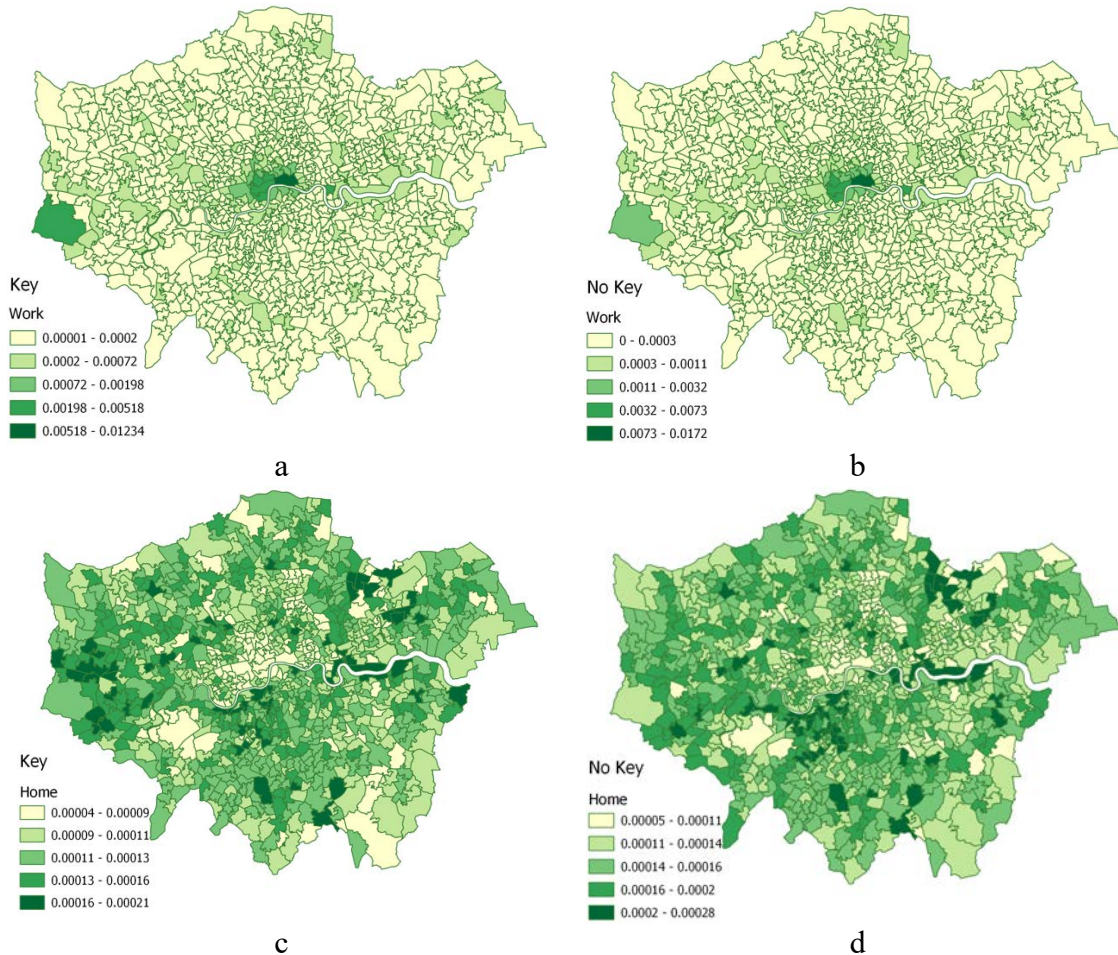 Key
Work
0.00001 - 0.0002
0.0002 - 0.00072
0.00072 - 0.00198
0.00198 - 0.00518
0.00518 - 0.01234
a
No Key
Work
0 - 0.0003
0.0003 - 0.0011
0.0011 - 0.0032
0.0032 - 0.0073
0.0073 - 0.0172
b
Key
Home
0.00004 - 0.00009
0.00009 - 0.00011
0.00011 - 0.00013
0.00013 - 0.00016
0.00016 - 0.00021
c
No Key
Home
0.00005 - 0.00011
0.00011 - 0.00014
0.00014 - 0.00016
0.00016 - 0.0002
0.0002 - 0.00028
d